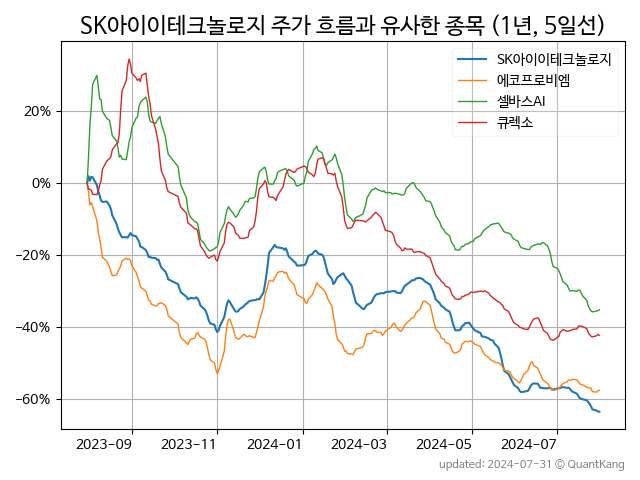 SK아이이테크놀로지 주가 흐름과 유사한 종목 (1년, 5일선)
SK아이이테크놀로지
에코프로비엠
셀바스AI
큐렉소
20%
0%
−20%
−40%
−60%
2023-09 2023-11 2024-01 2024-03 2024-05 2024-07
updated: 2024-07-31 © QuantKang